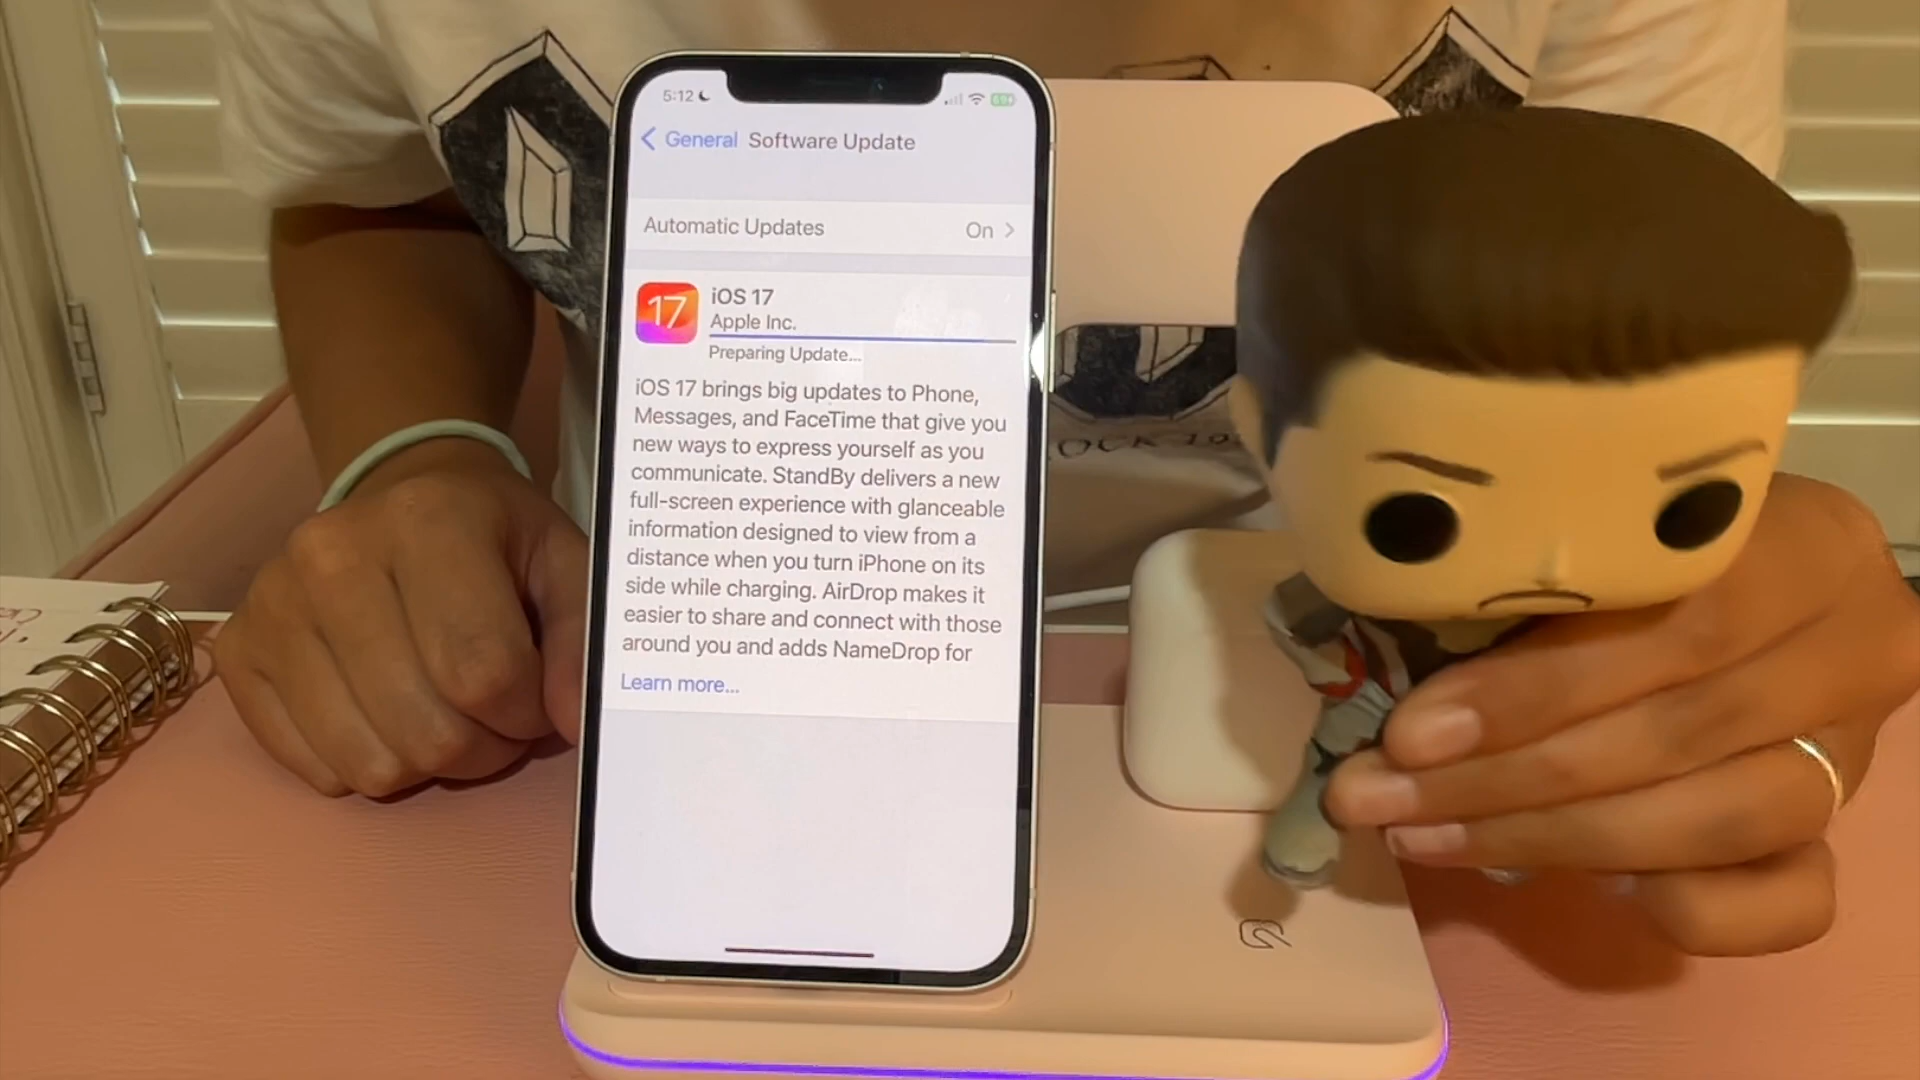 5:12
General Software Update
Automatic Updates On
17
iOS 17
Apple Inc.
Preparing Update...
iOS 17 brings big updates to Phone,
Messages, and FaceTime that give you
new ways to express yourself as you
communicate. StandBy delivers a new
full-screen experience with glanceable
information designed to view from a
distance when you turn iPhone on its
side while charging. AirDrop makes it
easier to share and connect with those
around you and adds NameDrop for
Learn more...